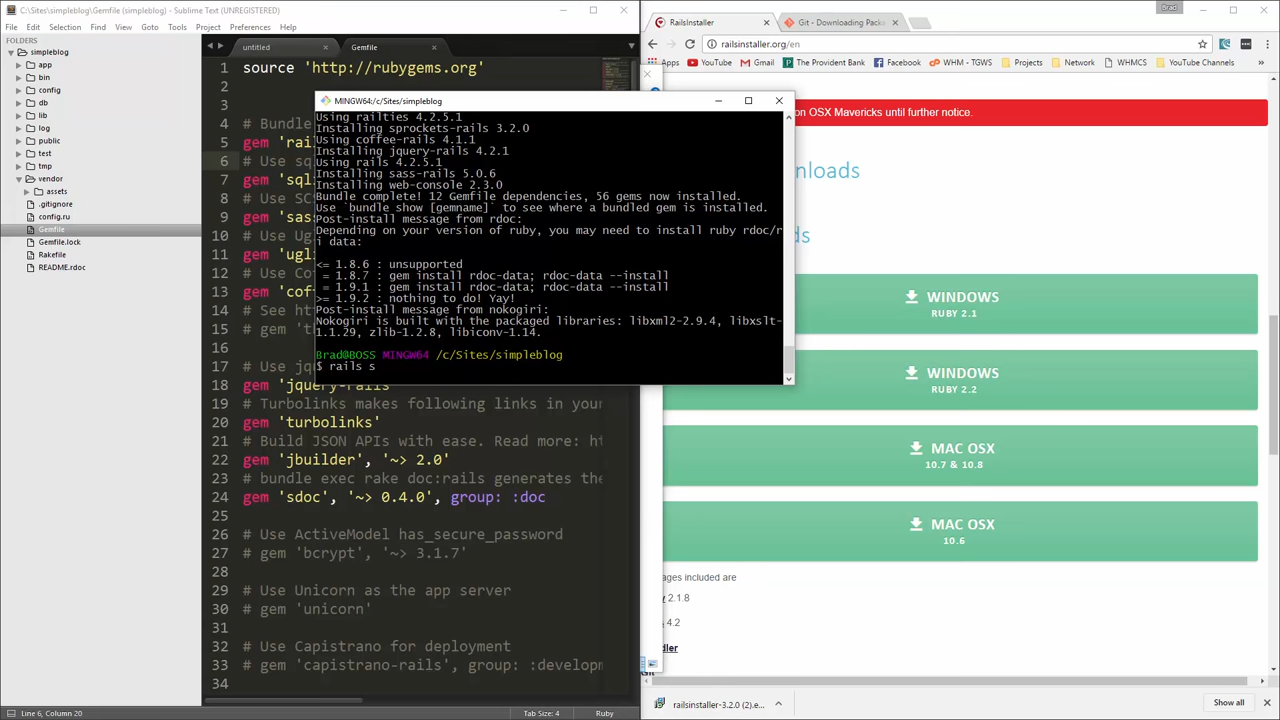 C:\Sites\simpleblog\Gemfile (simpleblog) - Sublime Text (UNREGISTERED)
File Edit Selection Find View Goto Tools Project Preferences Help
FOLDERS:
simpleblog
app
bin
config
db
lib
log
public
test
tmp
vendor
assets
.gitignore
config.ru
Gemfile
Gemfile.lock
Rakefile
README.rdoc
untitled
Gemfile
1 source 'http://rubygems.org'
2
3
4 # Bundle
5 gem 'rai
6 # Use sq
7 gem 'sql
8 # Use SC
9 gem 'sas
10 # Use Ug
11 gem 'ugl
12 # Use Co
13 gem 'cof
14 # See ht
15 # gem 't
16
17 # Use jq
18 gem 'jquery-rails'
19 # Turbolinks makes following links in your
20 gem 'turbolinks'
21 # Build JSON APIs with ease. Read more: ht
22 gem 'jbuilder', '~> 2.0'
23 # bundle exec rake doc:rails generates the
24 gem 'sdoc', '~> 0.4.0', group: :doc
25
26 # Use ActiveModel has_secure_password
27 # gem 'bcrypt', '~> 3.1.7'
28
29 # Use Unicorn as the app server
30 # gem 'unicorn'
31
32 # Use Capistrano for deployment
33 # gem 'capistrano-rails', group: :developm
34
Line 6, Column 20
Tab Size: 4
Ruby
MINGW64:/c/Sites/simpleblog
Using railties 4.2.5.1
Installing sprockets-rails 3.2.0
Using coffee-rails 4.1.1
Installing jquery-rails 4.2.1
Using rails 4.2.5.1
Installing sass-rails 5.0.6
Installing web-console 2.3.0
Bundle complete! 12 Gemfile dependencies, 56 gems now installed.
Use `bundle show [gemname]` to see where a bundled gem is installed.
Post-install message from rdoc:
Depending on your version of ruby, you may need to install ruby rdoc/r
i data:
<= 1.8.6 : unsupported
= 1.8.7 : gem install rdoc-data; rdoc-data --install
= 1.9.1 : gem install rdoc-data; rdoc-data --install
>= 1.9.2 : nothing to do! Yay!
Post-install message from nokogiri:
Nokogiri is built with the packaged libraries: libxml2-2.9.4, libxslt-
1.1.29, zlib-1.2.8, libiconv-1.14.
Brad@BOSS MINGW64 /c/Sites/simpleblog
$ rails s
Brad
RailsInstaller
Git - Downloading Packa
railsinstaller.org/en
Apps YouTube Gmail The Provident Bank Facebook WHM - TGWS Projects Network WHMCS YouTube Channels
on OSX Mavericks until further notice.
nloads
ds
WINDOWS
RUBY 2.1
WINDOWS
RUBY 2.2
MAC OSX
10.7 & 10.8
MAC OSX
10.6
ages included are
2.1.8
4.2
dler
Git
railsinstaller-3.2.0 (2).e...
Show all